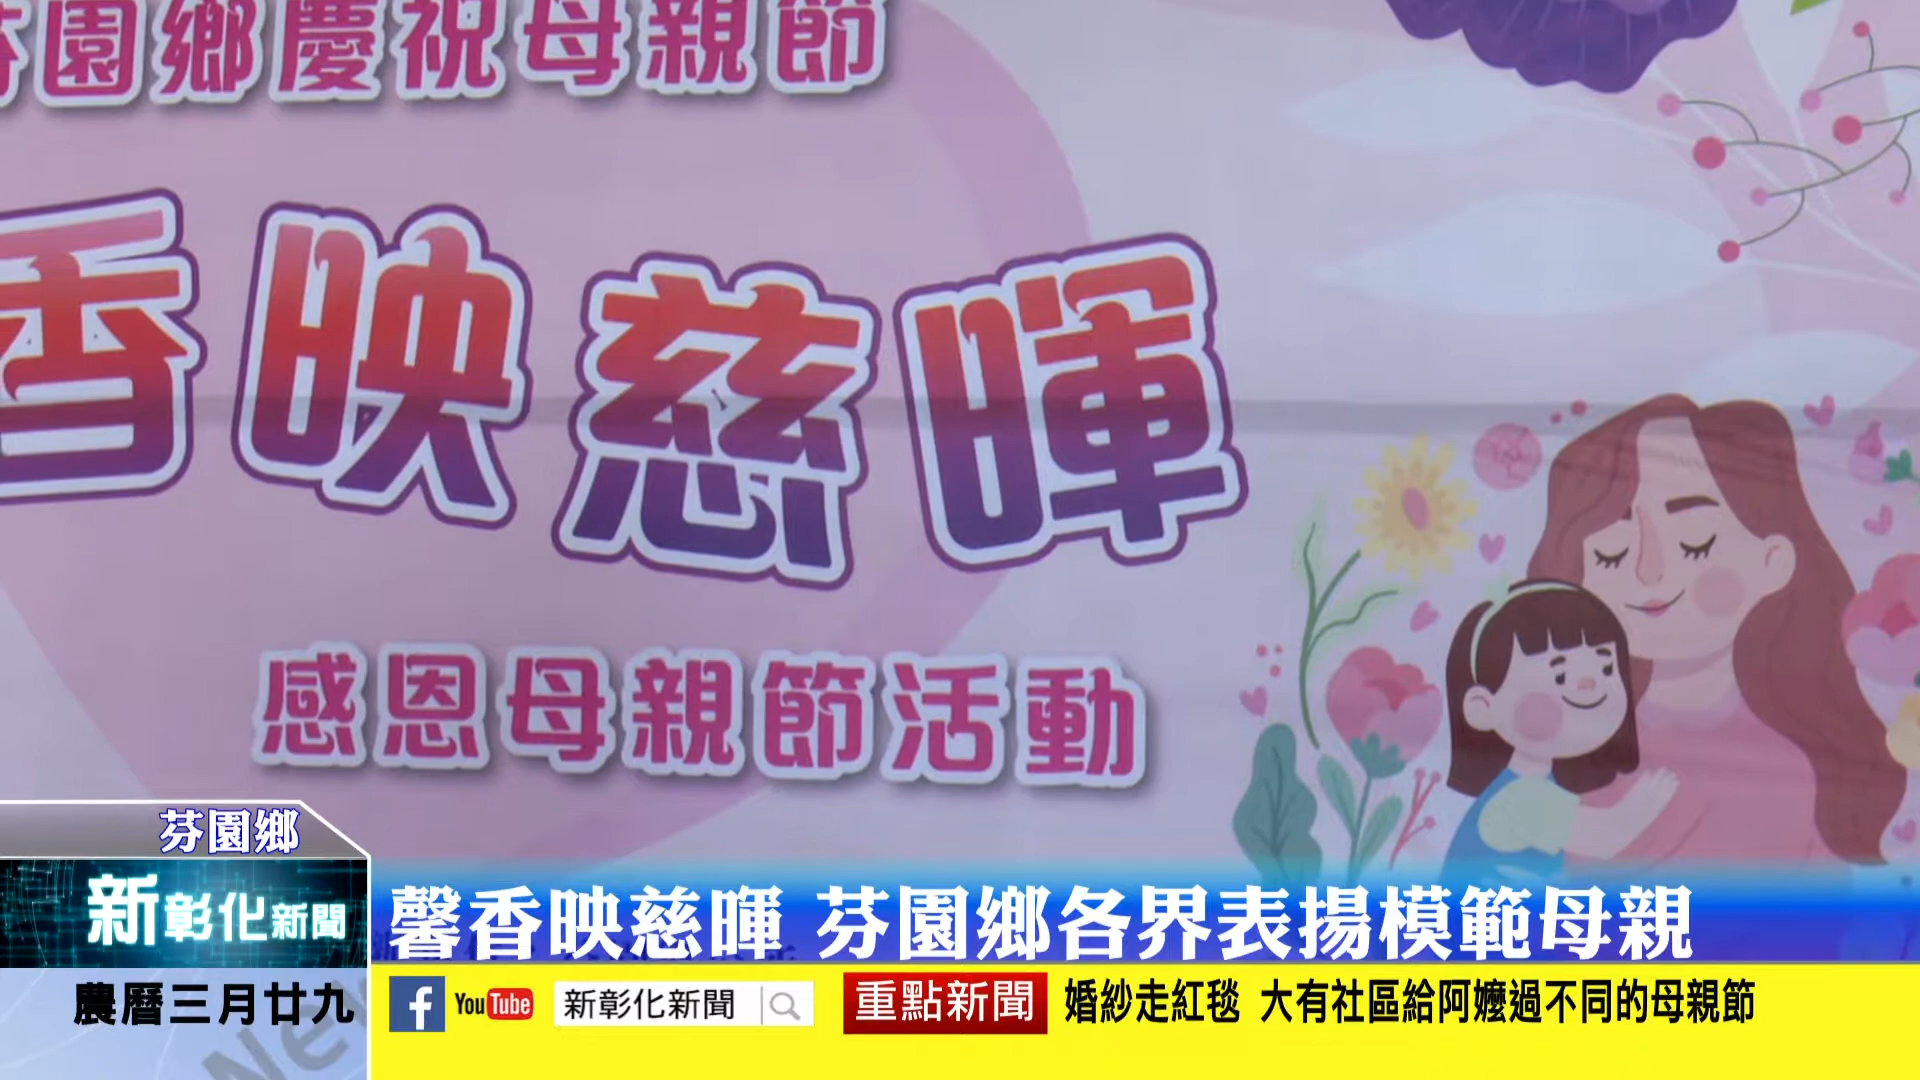 芬園鄉慶祝母親節
香映慈暉
感恩母親節活動
芬園鄉
新彰化新聞
馨香映慈暉 芬園鄉各界表揚模範母親
農曆三月廿九
f YouTube 新彰化新聞 重點新聞 婚紗走紅毯 大有社區給阿嬤過不同的母親節